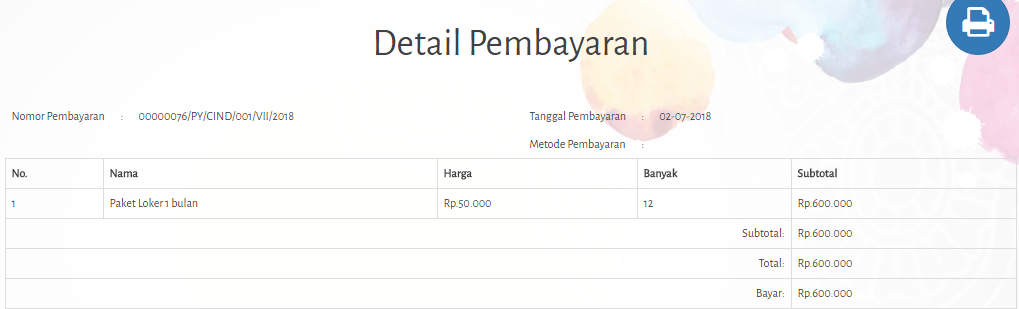 Detail Pembayaran
Nomor Pembayaran : 00000076/PY/CIND/001/VII/2018 Tanggal Pembayaran : 02-07-2018
Metode Pembayaran :
No. Nama Harga Banyak Subtotal
1 Paket Loker 1 bulan Rp.50.000 12 Rp.600.000
Subtotal: Rp.600.000
Total: Rp.600.000
Bayar: Rp.600.000